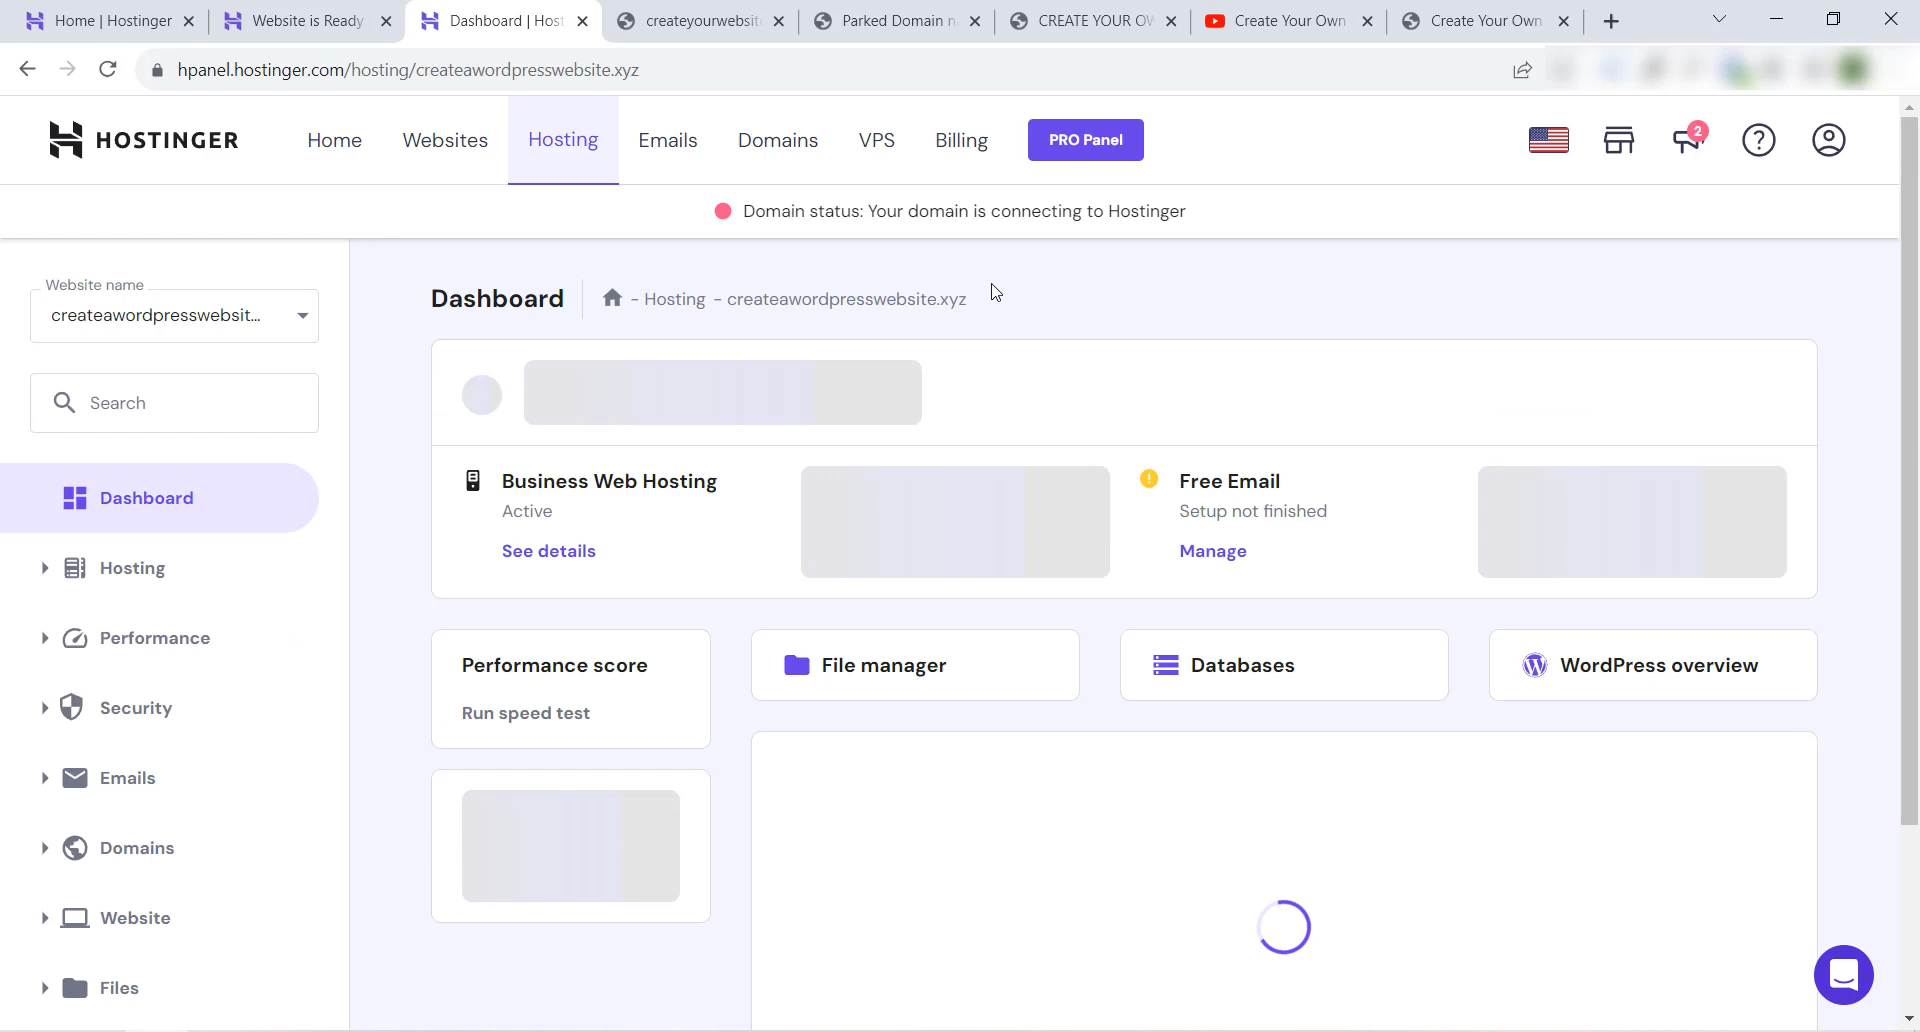 Home | Hostinger
Website is Ready
Dashboard | Host
createyourwebsit
Parked Domain n
CREATE YOUR OV
Create Your Own
Create Your Own
hpanel.hostinger.com/hosting/createawordpresswebsite.xyz
HOSTINGER
Home
Websites
Hosting
Emails
Domains
VPS
Billing
PRO Panel
2
Domain status: Your domain is connecting to Hostinger
Website name
createawordpresswebsit...
Search
Dashboard
Hosting
Performance
Security
Emails
Domains
Website
Files
Dashboard
- Hosting - createawordpresswebsite.xyz
Business Web Hosting
Active
See details
Free Email
Setup not finished
Manage
Performance score
Run speed test
File manager
Databases
WordPress overview